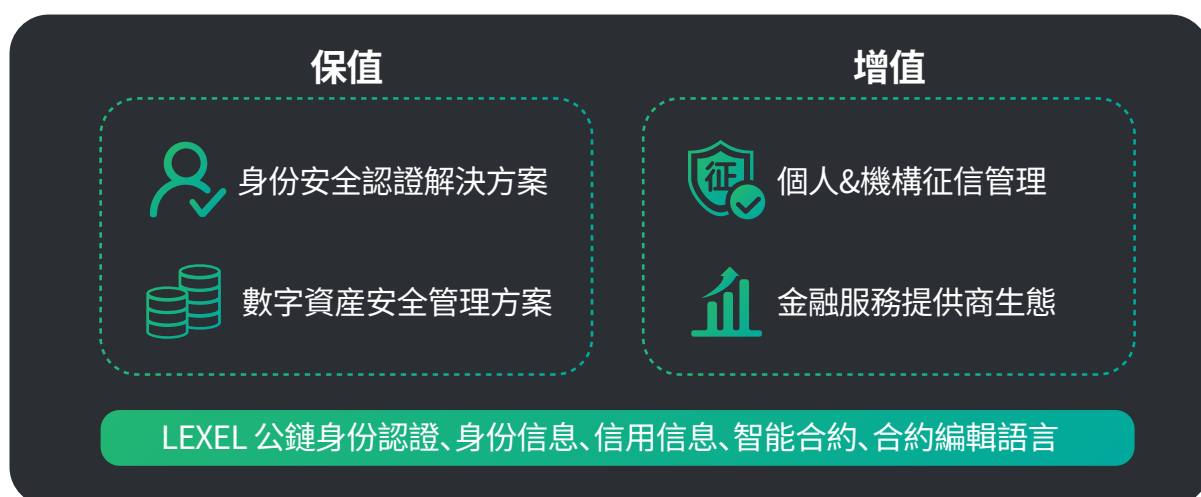 保值
身份安全認證解決方案
數字資産安全管理方案
增值
征
個人&機構征信管理
金融服務提供商生態
LEXEL 公鏈身份認證、身份信息、信用信息、智能合約、合約編輯語言